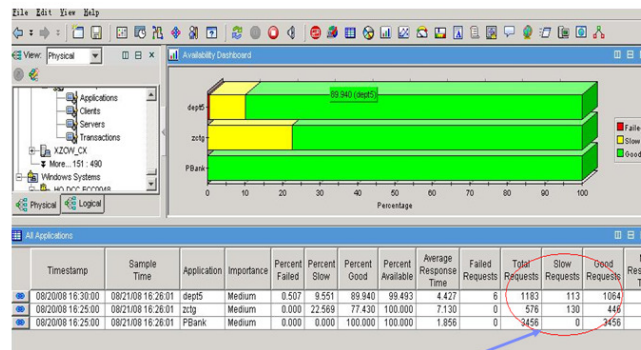 File Edit View Help
View: Physical
Availability Dashboard
Applications
Clients
Servers
Transactions
XZCW_CX
More... 151 : 490
Windows Systems
Physical Logical
89.940 (dept5)
dept5
zctg
PBank
0 10 20 30 40 50 60 70 80 90 100
Percentage
Failed
Slow
Good
All Applications
Timestamp Sample Time Application Importance Percent Failed Percent Slow Percent Good Percent Available Average Response Time Failed Requests Total Requests Slow Requests Good Requests
08/20/08 16:30:00 08/21/08 16:26:01 dept5 Medium 0.507 9.551 89.940 99.493 4.427 6 1183 113 1064
08/20/08 16:25:00 08/21/08 16:26:01 zctg Medium 0.000 22.569 77.430 100.000 7.130 0 576 130 446
08/20/08 16:25:00 08/21/08 16:26:01 PBank Medium 0.000 0.000 100.000 100.000 1.856 0 3456 0 3456